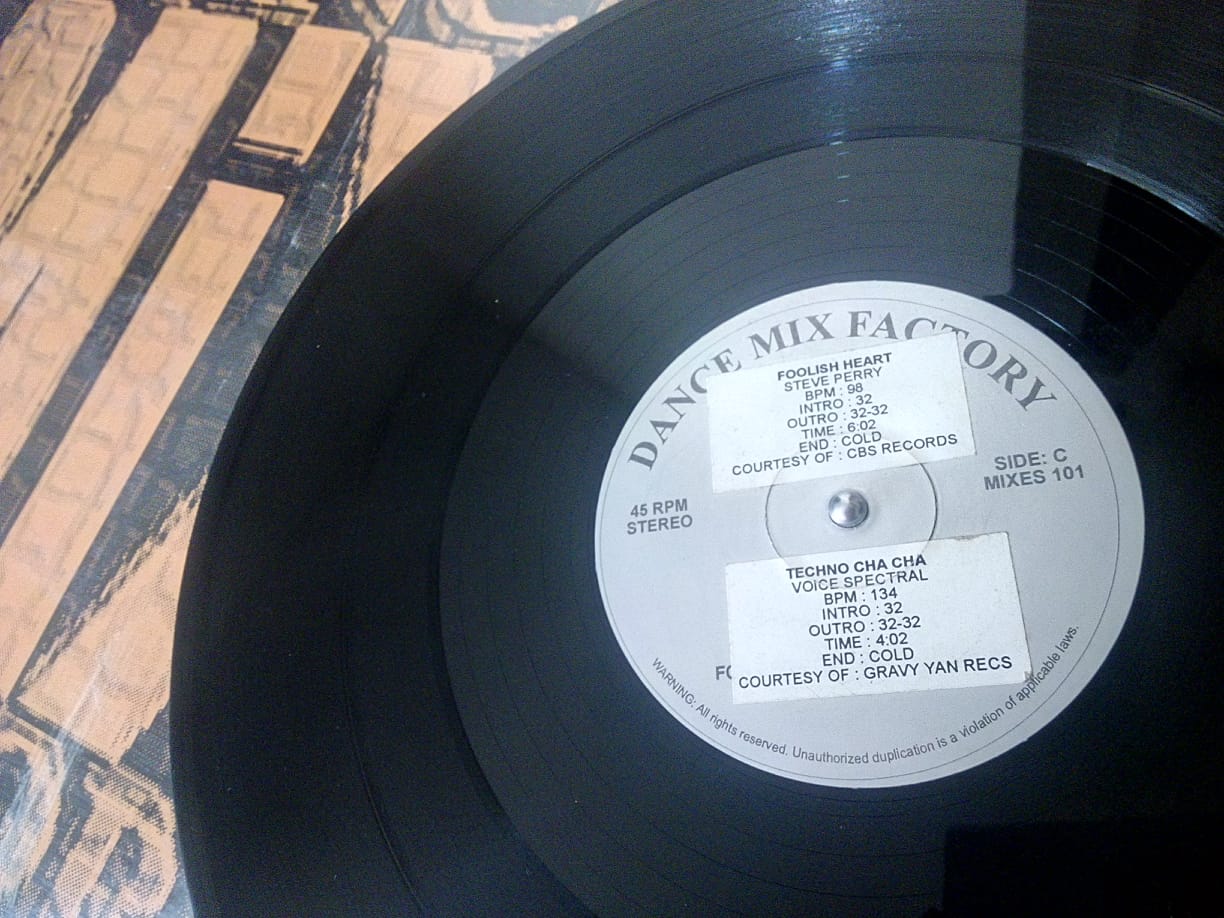 DANCE MIX FACTORY
FOOLISH HEART
STEVE PERRY
BPM : 98
INTRO : 32
OUTRO : 32-32
TIME : 6:02
END : COLD
COURTESY OF : CBS RECORDS
45 RPM
STEREO
SIDE: C
MIXES 101
TECHNO CHA CHA
VOICE SPECTRAL
BPM : 134
INTRO : 32
OUTRO : 32-32
TIME : 4:02
END : COLD
COURTESY OF : GRAVY YAN RECS
WARNING: All rights reserved. Unauthorized duplication is a violation of applicable laws.